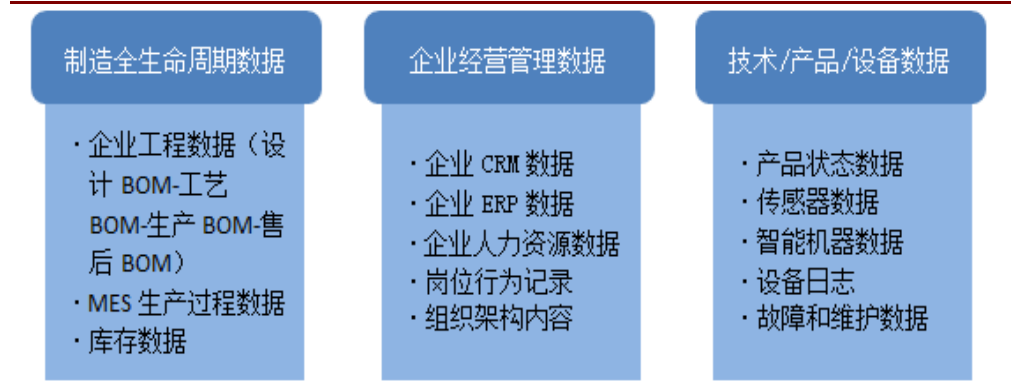 制造全生命周期数据
·企业工程数据（设
计 BOM-工艺
BOM-生产 BOM-售
后 BOM）
·MES 生产过程数据
·库存数据
企业经营管理数据
·企业 CRM 数据
·企业 ERP 数据
·企业人力资源数据
·岗位行为记录
·组织架构内容
技术/产品/设备数据
·产品状态数据
·传感器数据
·智能机器数据
·设备日志
·故障和维护数据